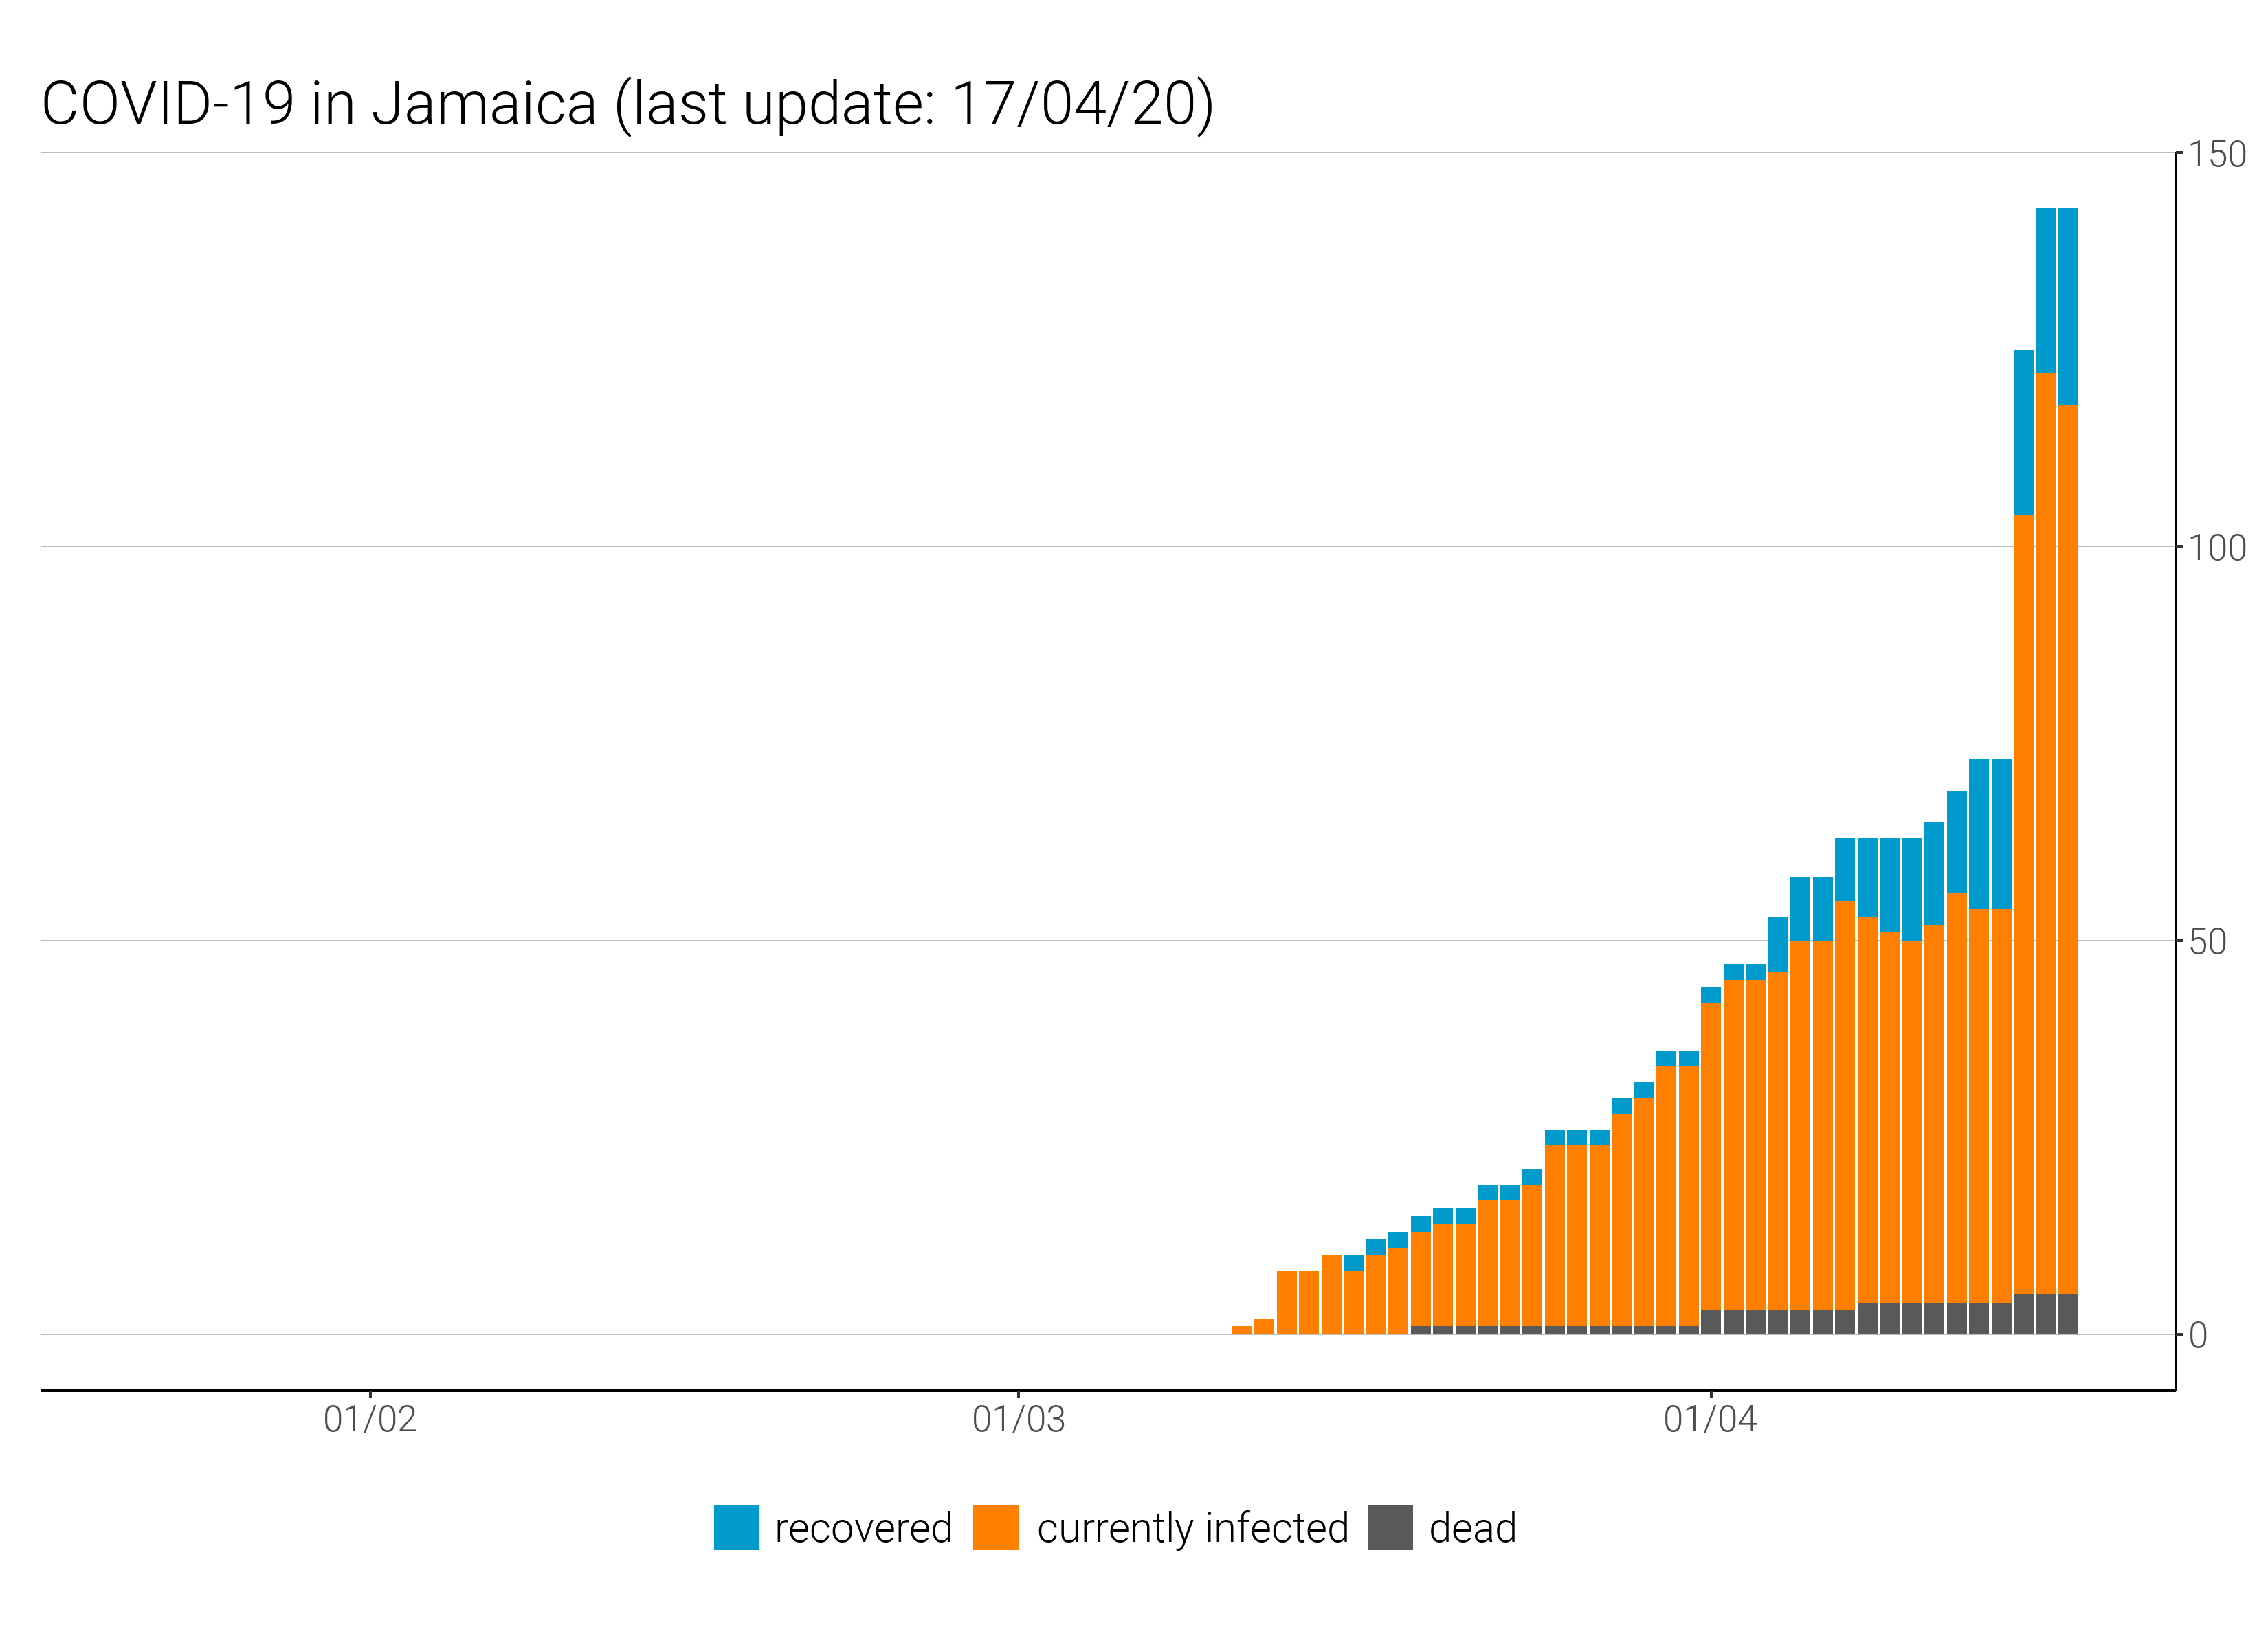 COVID-19 in Jamaica (last update: 17/04/20)
150
100
50
0
01/02 01/03 01/04
recovered currently infected dead